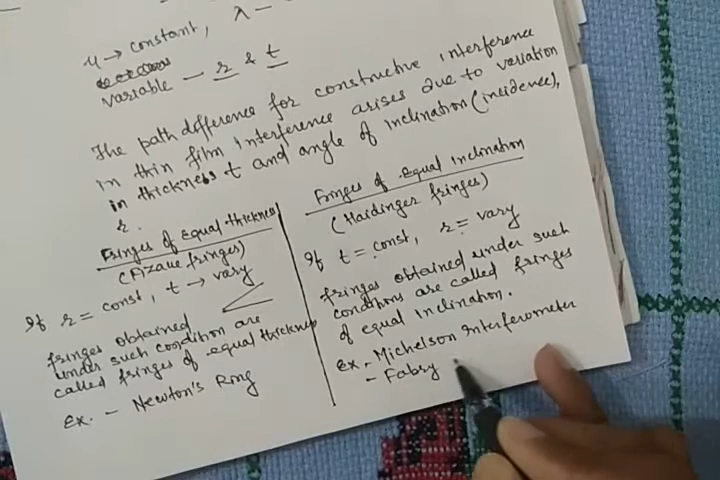 μ → constant, λ –
variable – r & t
The path difference for constructive interference
in thin film interference arises due to variation
in thickness t and angle of inclination (incidence),
r.
Fringes of equal thickness
(Fizaue fringes)
If r = const, t → vary
fringes obtained
under such condition are
called fringes of equal thickness
Ex. – Newton's Ring
Fringes of equal inclination
(Haidinger fringes)
If t = const, r = vary
fringes obtained under such
conditions are called fringes
of equal inclination.
Ex – Michelson Interferometer
– Fabry